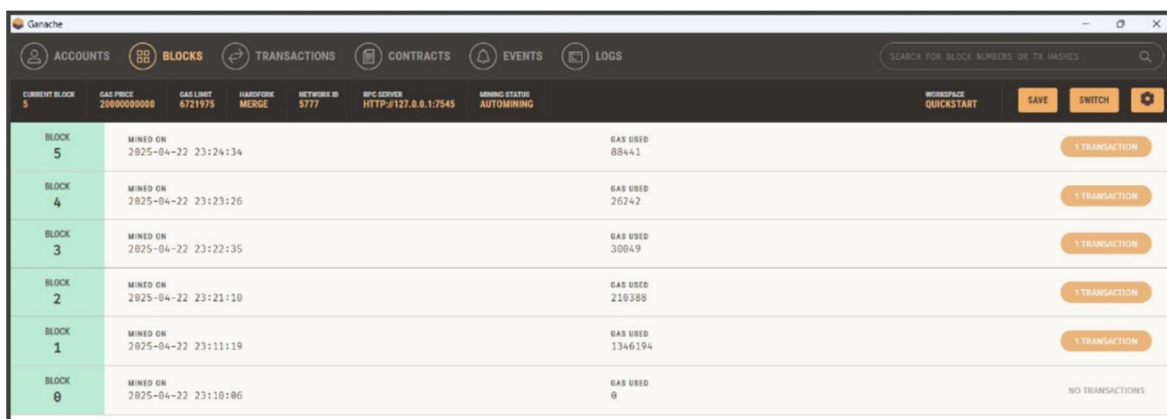 Ganache
ACCOUNTS BLOCKS TRANSACTIONS CONTRACTS EVENTS LOGS SEARCH FOR BLOCK NUMBERS OR TX HASHES
CURRENT BLOCK GAS PRICE GAS LIMIT HARDFORK NETWORK ID RPC SERVER MINING STATUS WORKSPACE
5 20000000000 6721975 MERGE 5777 HTTP://127.0.0.1:7545 AUTOMINING QUICKSTART SAVE SWITCH
BLOCK MINED ON GAS USED
5 2025-04-22 23:24:34 88441 1 TRANSACTION
BLOCK MINED ON GAS USED
4 2025-04-22 23:23:26 26242 1 TRANSACTION
BLOCK MINED ON GAS USED
3 2025-04-22 23:22:35 30049 1 TRANSACTION
BLOCK MINED ON GAS USED
2 2025-04-22 23:21:10 210388 1 TRANSACTION
BLOCK MINED ON GAS USED
1 2025-04-22 23:11:19 1346194 1 TRANSACTION
BLOCK MINED ON GAS USED
0 2025-04-22 23:10:06 0 NO TRANSACTIONS